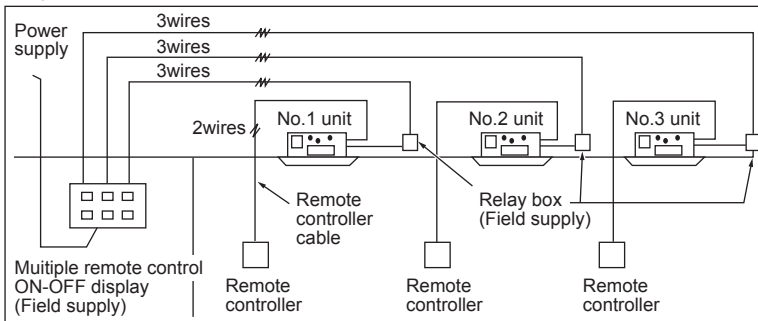 3wires
Power
supply
3wires
3wires
No.1 unit
No.2 unit
No.3 unit
2wires
Remote
controller
cable
Relay box
(Field supply)
Muitiple remote control
ON-OFF display
(Field supply)
Remote
controller
Remote
controller
Remote
controller